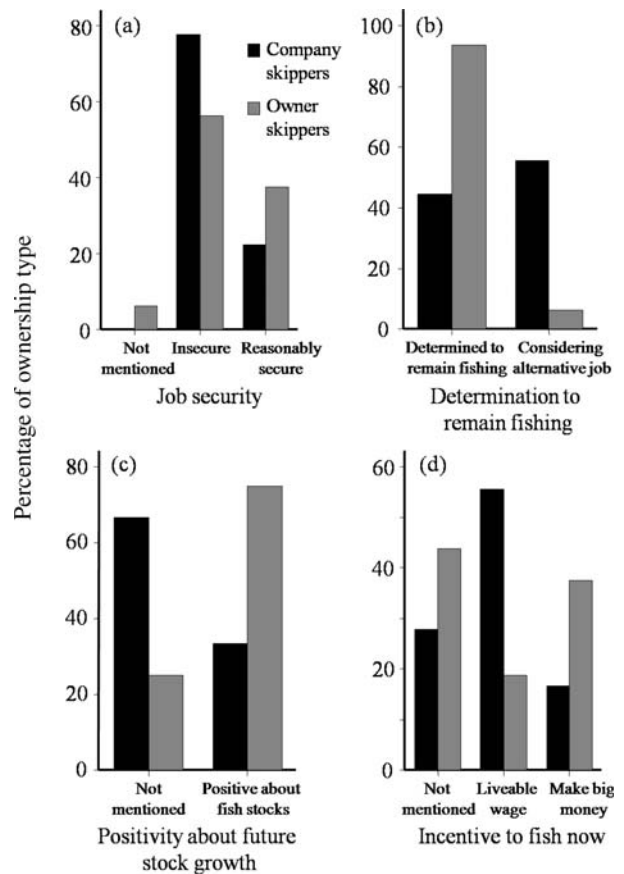 Percentage of ownership type
(a)
80
60
40
20
0
Company
skippers
Owner
skippers
Not
mentioned
Insecure
Reasonably
secure
Job security
(b)
100
80
60
40
20
0
Determined to
remain fishing
Considering
alternative job
Determination to
remain fishing
(c)
80
60
40
20
0
Not
mentioned
Positive about
fish stocks
Positivity about future
stock growth
(d)
60
40
20
0
Not
mentioned
Liveable
wage
Make big
money
Incentive to fish now